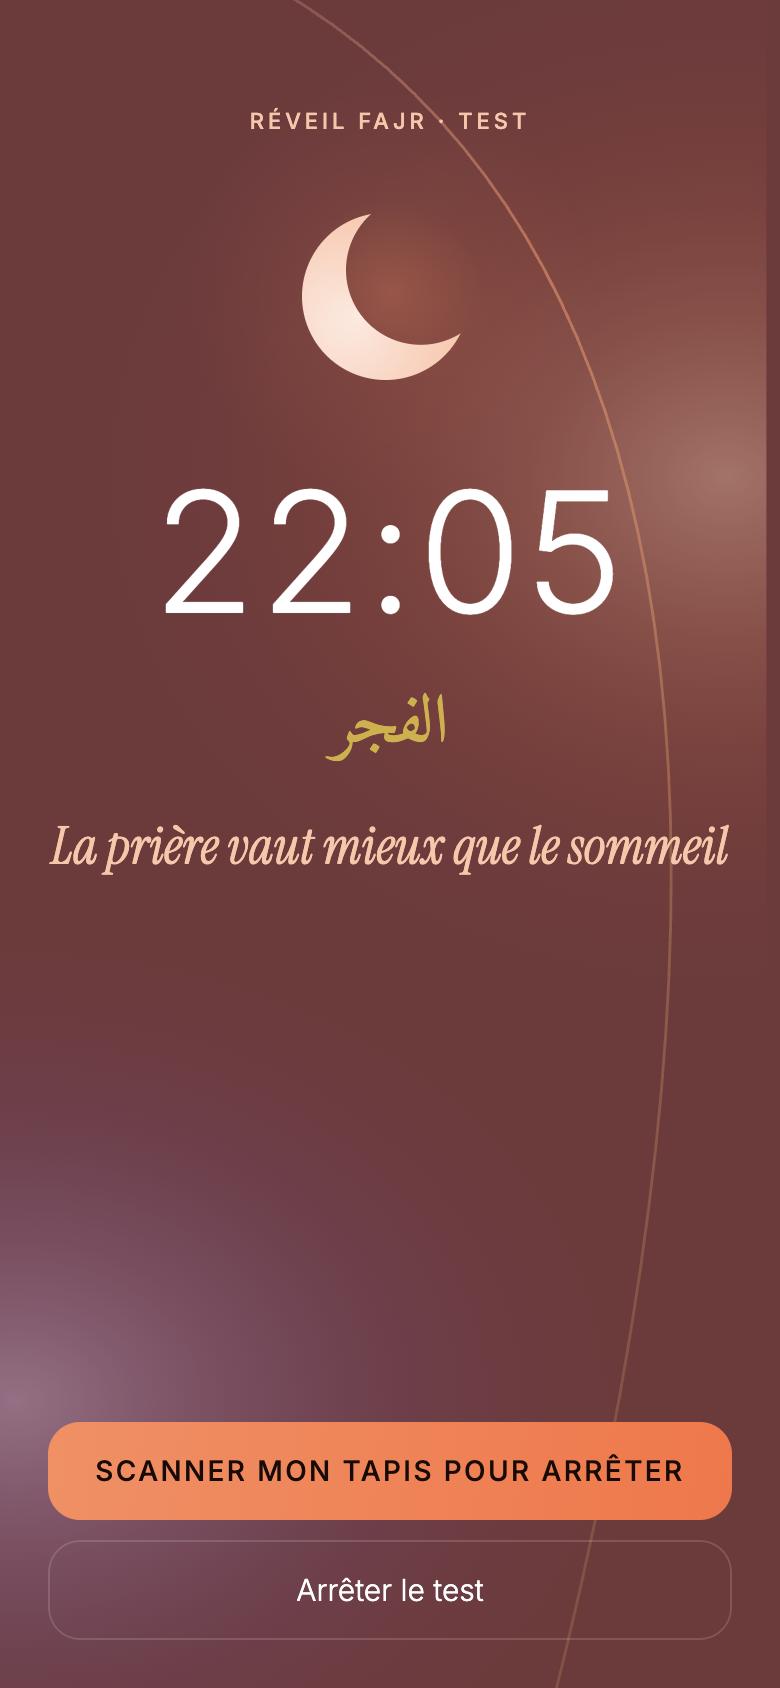 RÉVEIL FAJR · TEST
22:05
الفجر
La prière vaut mieux que le sommeil
SCANNER MON TAPIS POUR ARRÊTER
Arrêter le test